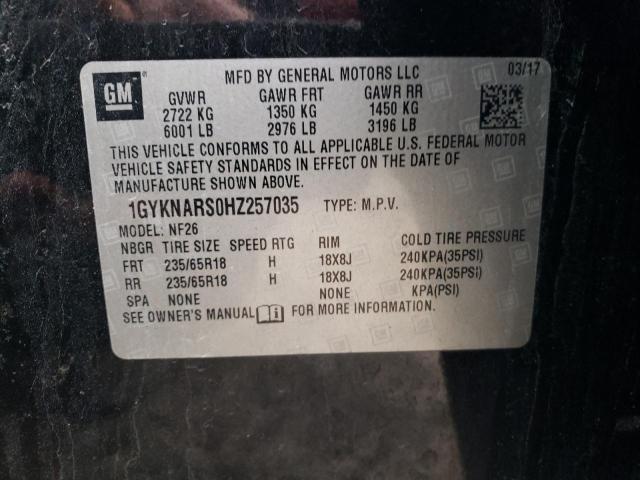 GM
MFD BY GENERAL MOTORS LLC 03/17
GVWR GAWR FRT GAWR RR
2722 KG 1350 KG 1450 KG
6001 LB 2976 LB 3196 LB
THIS VEHICLE CONFORMS TO ALL APPLICABLE U.S. FEDERAL MOTOR
VEHICLE SAFETY STANDARDS IN EFFECT ON THE DATE OF
MANUFACTURE SHOWN ABOVE.
1GYKNARS0HZ257035 TYPE: M.P.V.
MODEL: NF26
NBGR TIRE SIZE SPEED RTG RIM COLD TIRE PRESSURE
FRT 235/65R18 H 18X8J 240KPA(35PSI)
RR 235/65R18 H 18X8J 240KPA(35PSI)
SPA NONE NONE KPA(PSI)
SEE OWNER'S MANUAL FOR MORE INFORMATION.